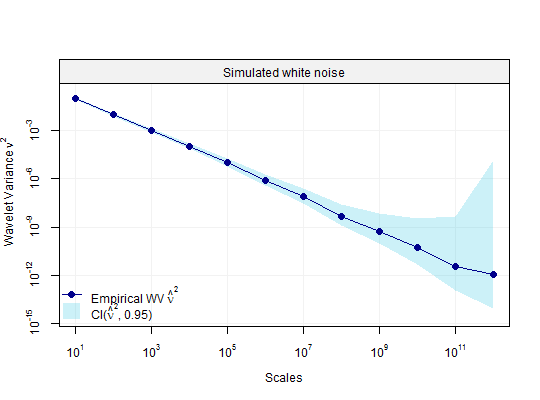 Simulated white noise
Wavelet Variance ν²
10⁻³
10⁻⁶
10⁻⁹
10⁻¹²
10⁻¹⁵
Empirical WV ν̂²
CI(ν̂², 0.95)
10¹
10³
10⁵
10⁷
10⁹
10¹¹
Scales